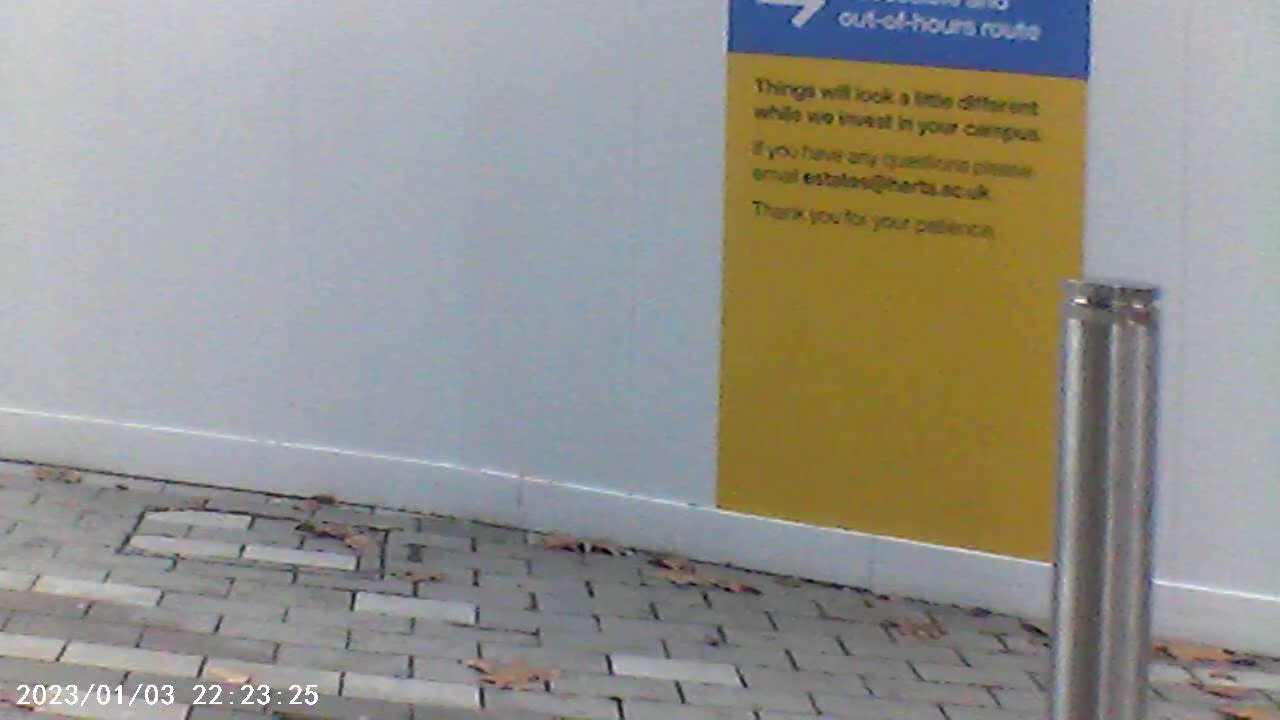 and
out-of-hours route
Things will look a little different
while we invest in your campus.
If you have any questions please
email estates@herts.ac.uk
Thank you for your patience
2023/01/03 22:23:25